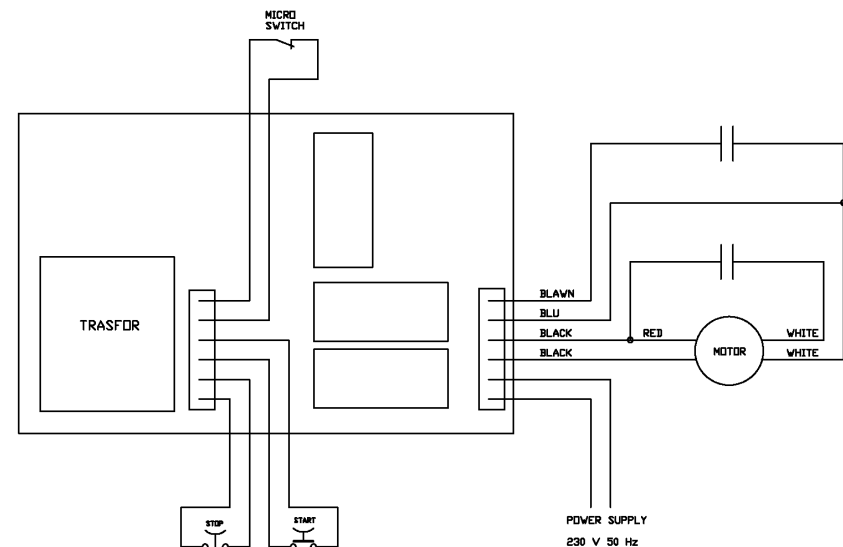 MICRO
SWITCH
BLAWN
BLU
TRASFOR
BLACK
RED
MOTOR
WHITE
BLACK
WHITE
STOP
START
POWER SUPPLY
230 V 50 Hz